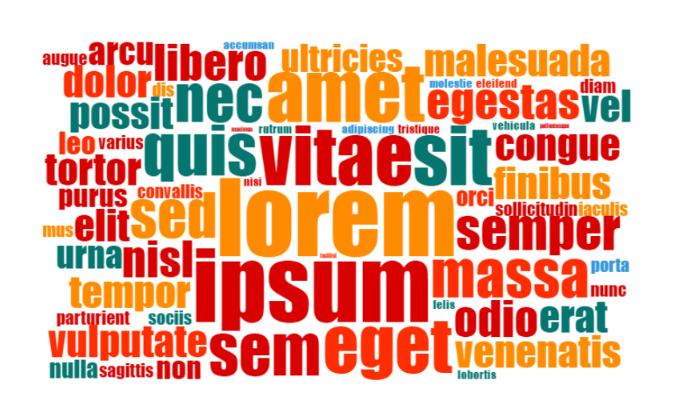 accumsan
augue arcu libero ultricies malesuada
dolor dis nec amet molestie eleifend diam
possit egestas vel
rutrum adipiscing tristique vehicula
leo varius quis vitae sit congue
tortor nisi finibus
purus convallis sed lorem orci
sollicitudin iaculis
mus elit semper
urna nisl ipsum massa porta
tempor nunc
felis
parturient sociis odio erat
vulputate sem eget venenatis
nulla sagittis non lobortis